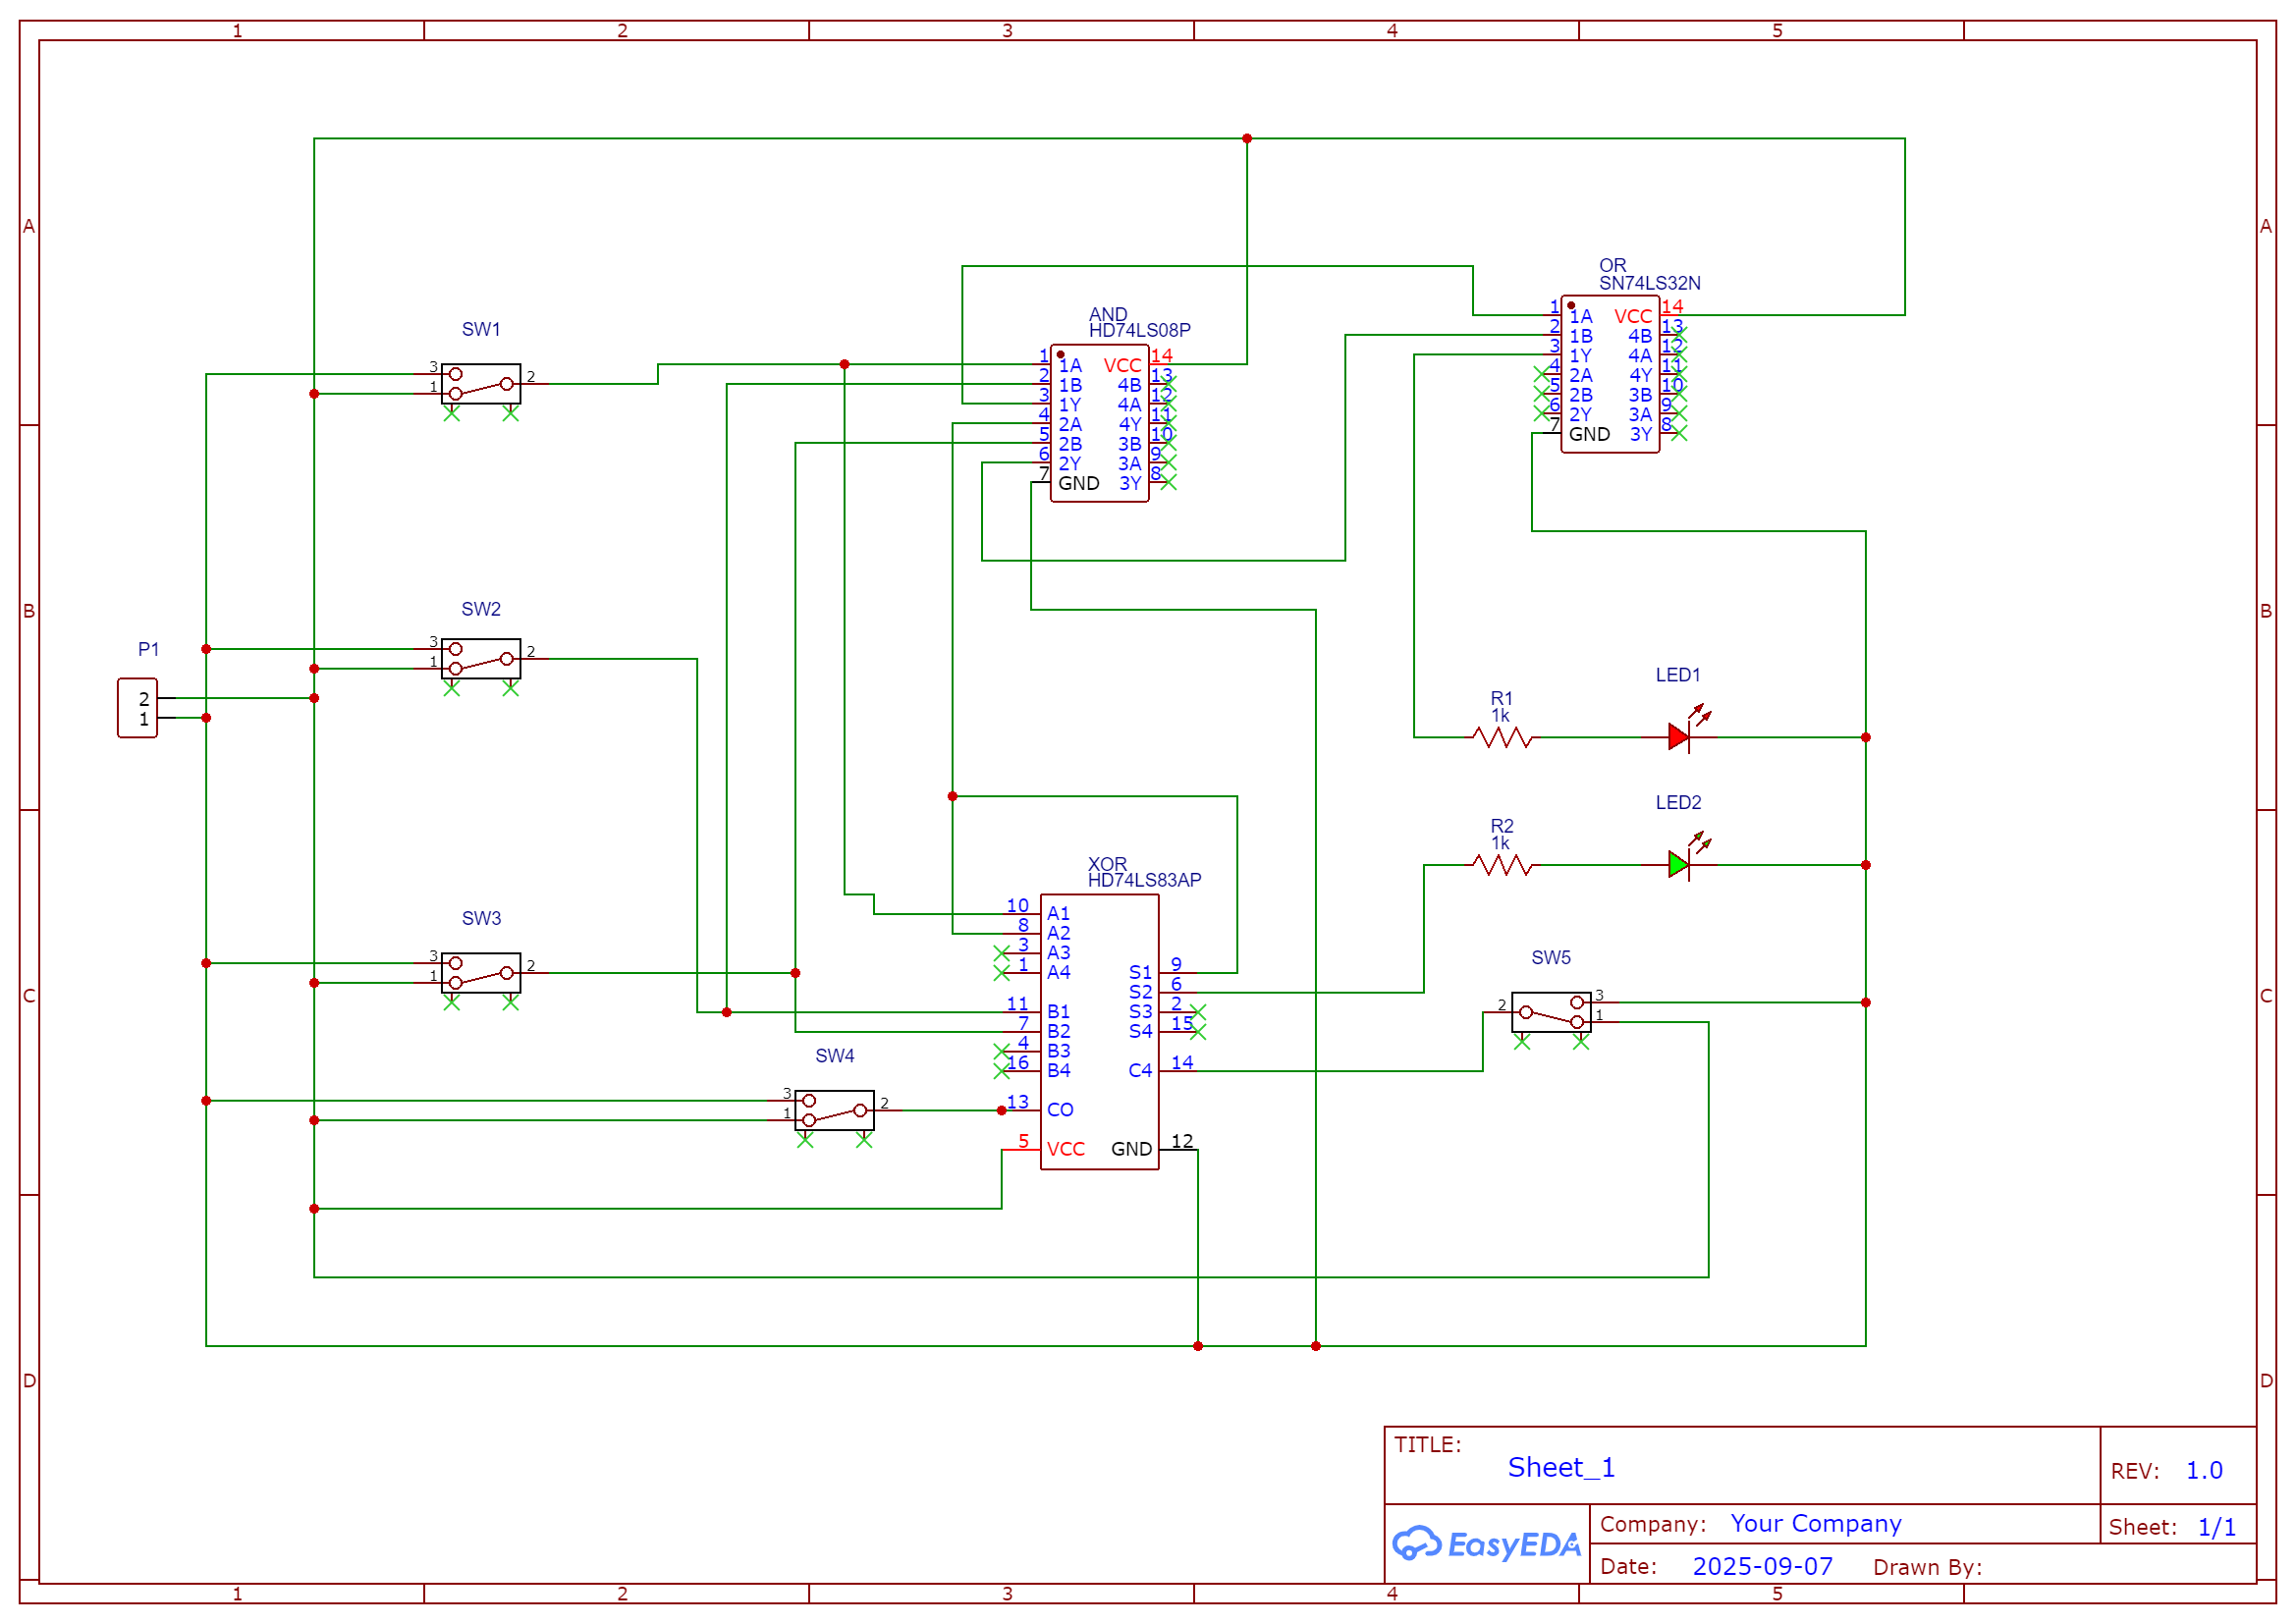 1 2 3 4 5
A A
B B
C C
D D
SW1
3
1
2
SW2
3
1
2
P1
2
1
SW3
3
1
2
SW4
3
1
2
AND
HD74LS08P
1 1A VCC 14
2 1B 4B 13
3 1Y 4A 12
4 2A 4Y 11
5 2B 3B 10
6 2Y 3A 9
7 GND 3Y 8
OR
SN74LS32N
1 1A VCC 14
2 1B 4B 13
3 1Y 4A 12
4 2A 4Y 11
5 2B 3B 10
6 2Y 3A 9
7 GND 3Y 8
R1
1k
LED1
R2
1k
LED2
XOR
HD74LS83AP
10 A1
8 A2
3 A3
1 A4 S1 9
S2 6
11 B1 S3 2
7 B2 S4 15
4 B3
16 B4 C4 14
13 CO
5 VCC GND 12
SW5
2
3
1
TITLE:
Sheet_1
REV: 1.0
EasyEDA
Company: Your Company
Sheet: 1/1
Date: 2025-09-07 Drawn By:
1 2 3 4 5